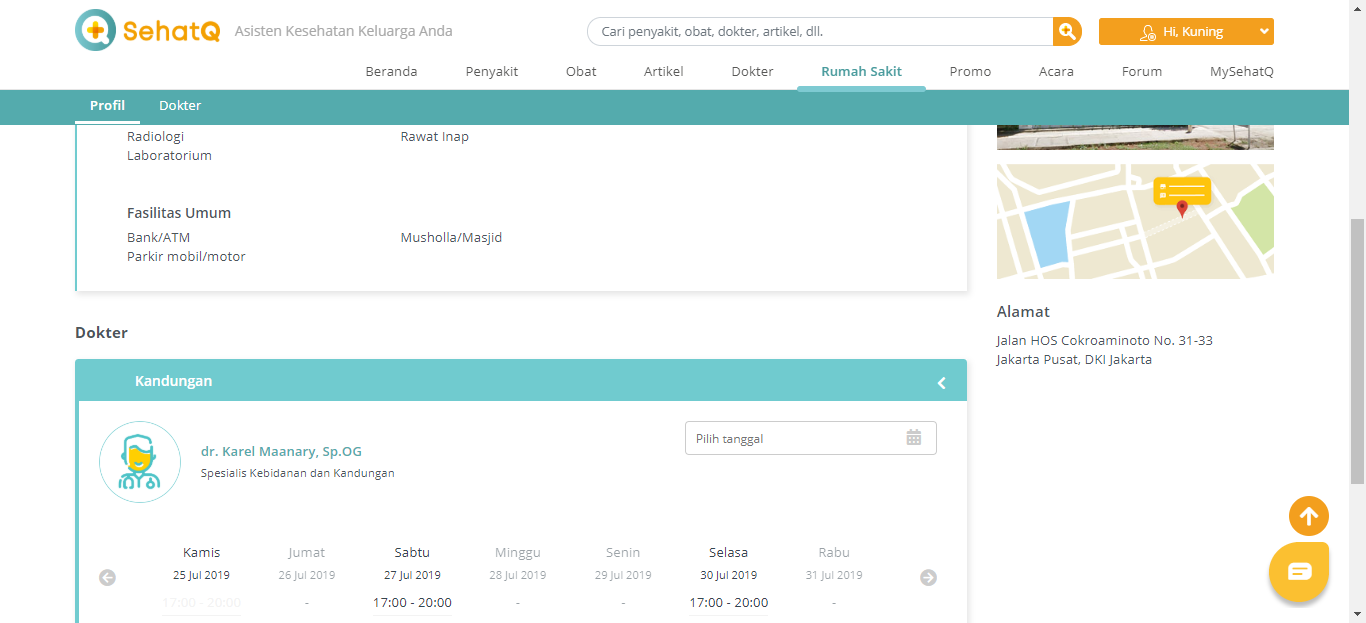 SehatQ
Asisten Kesehatan Keluarga Anda
Cari penyakit, obat, dokter, artikel, dll.
Hi, Kuning
Beranda Penyakit Obat Artikel Dokter Rumah Sakit Promo Acara Forum MySehatQ
Profil Dokter
Radiologi Rawat Inap
Laboratorium
Fasilitas Umum
Bank/ATM Musholla/Masjid
Parkir mobil/motor
Alamat
Jalan HOS Cokroaminoto No. 31-33
Jakarta Pusat, DKI Jakarta
Dokter
Kandungan
dr. Karel Maanary, Sp.OG
Spesialis Kebidanan dan Kandungan
Pilih tanggal
Kamis Jumat Sabtu Minggu Senin Selasa Rabu
25 Jul 2019 26 Jul 2019 27 Jul 2019 28 Jul 2019 29 Jul 2019 30 Jul 2019 31 Jul 2019
17:00 - 20:00 - 17:00 - 20:00 - - 17:00 - 20:00 -